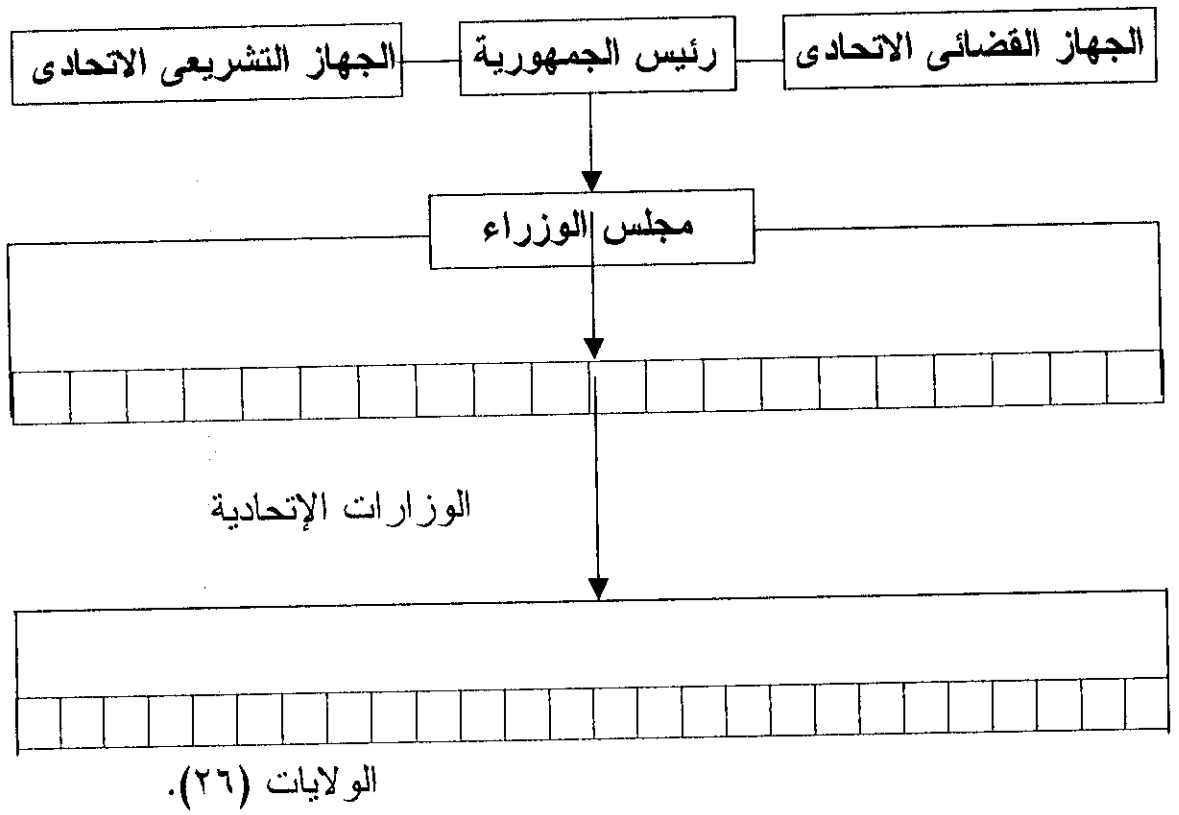 الجهاز القضائى الاتحادى
رئيس الجمهورية
الجهاز التشريعى الاتحادى
مجلس الوزراء
الوزارات الإتحادية
الولايات (٢٦).